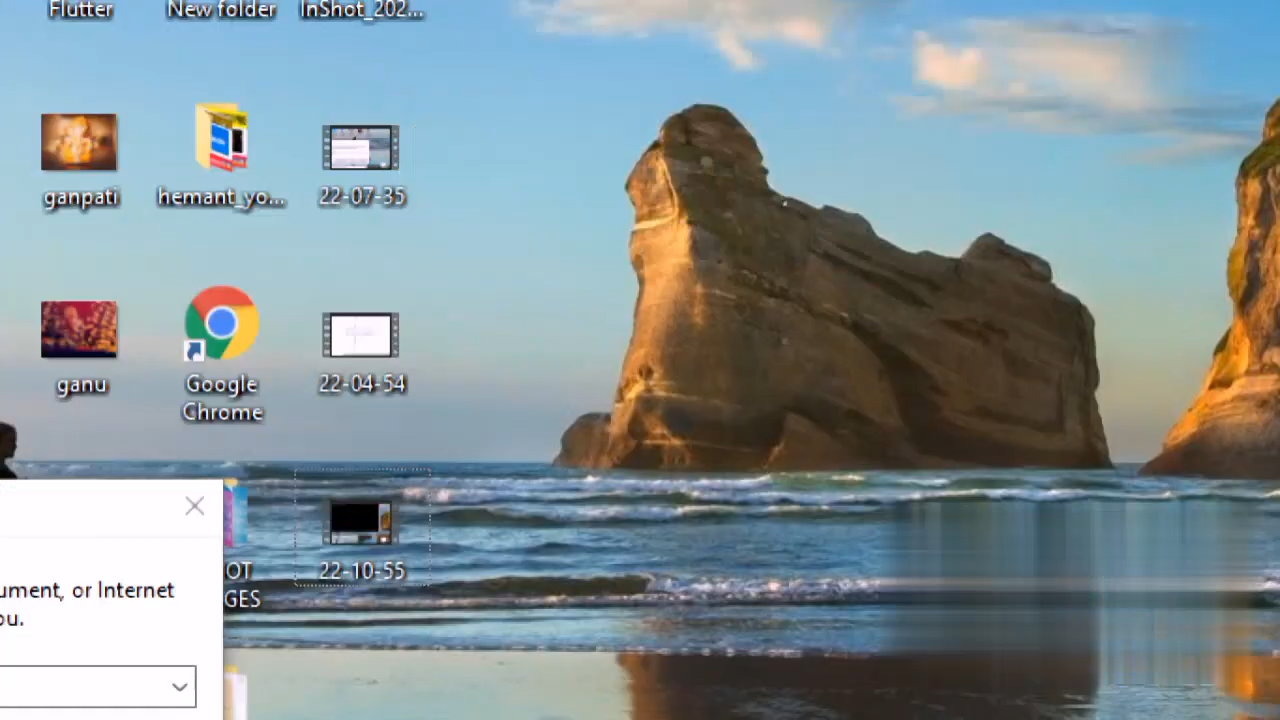 Flutter
New folder
InShot_202...
ganpati
hemant_yo...
22-07-35
ganu
Google
Chrome
22-04-54
OT
GES
22-10-55
ument, or Internet
ou.